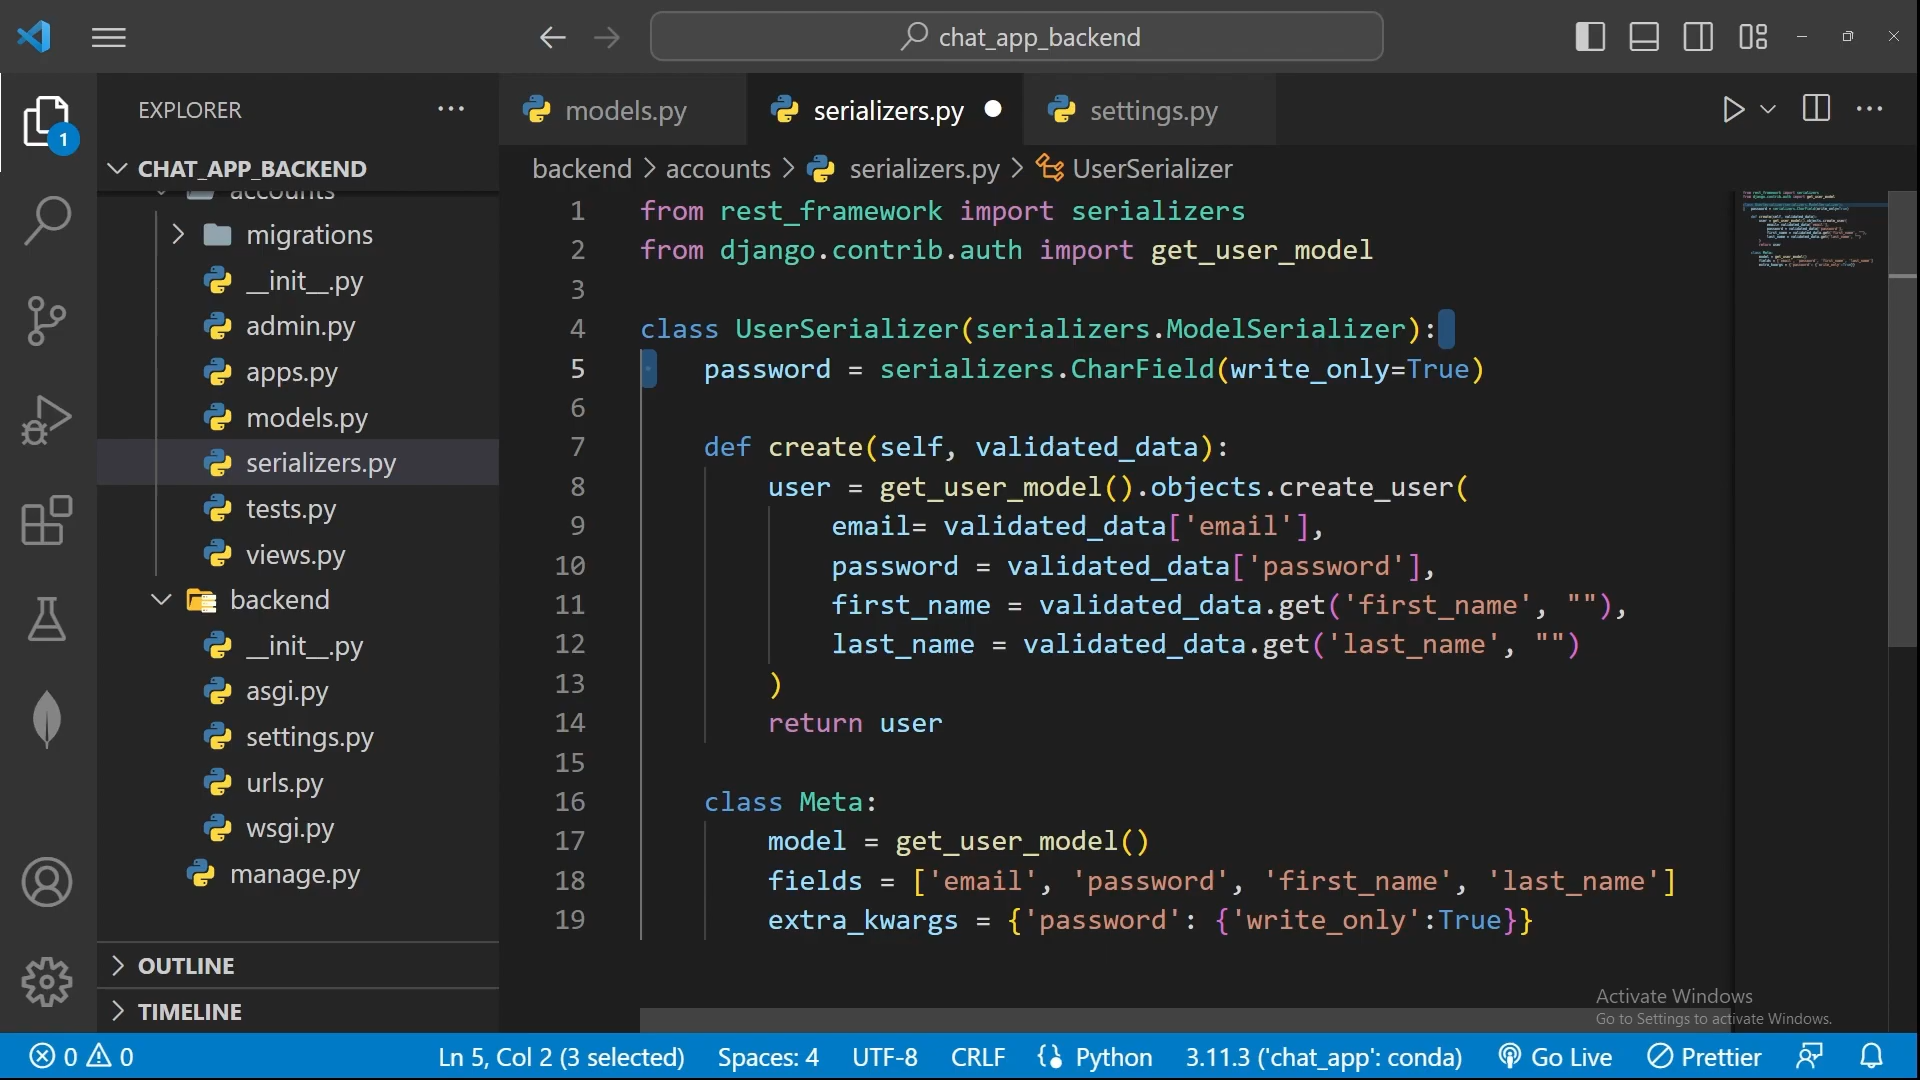 chat_app_backend
EXPLORER
models.py
serializers.py
settings.py
1
CHAT_APP_BACKEND
backend > accounts > serializers.py > UserSerializer
accounts
migrations
__init__.py
admin.py
apps.py
models.py
serializers.py
tests.py
views.py
backend
__init__.py
asgi.py
settings.py
urls.py
wsgi.py
manage.py
OUTLINE
TIMELINE
1 from rest_framework import serializers
2 from django.contrib.auth import get_user_model
3
4 class UserSerializer(serializers.ModelSerializer):
5     password = serializers.CharField(write_only=True)
6
7     def create(self, validated_data):
8         user = get_user_model().objects.create_user(
9             email= validated_data['email'],
10             password = validated_data['password'],
11             first_name = validated_data.get('first_name', ""),
12             last_name = validated_data.get('last_name', "")
13         )
14         return user
15
16     class Meta:
17         model = get_user_model()
18         fields = ['email', 'password', 'first_name', 'last_name']
19         extra_kwargs = {'password': {'write_only':True}}
Activate Windows
Go to Settings to activate Windows.
0 0 Ln 5, Col 2 (3 selected) Spaces: 4 UTF-8 CRLF Python 3.11.3 ('chat_app': conda) Go Live Prettier